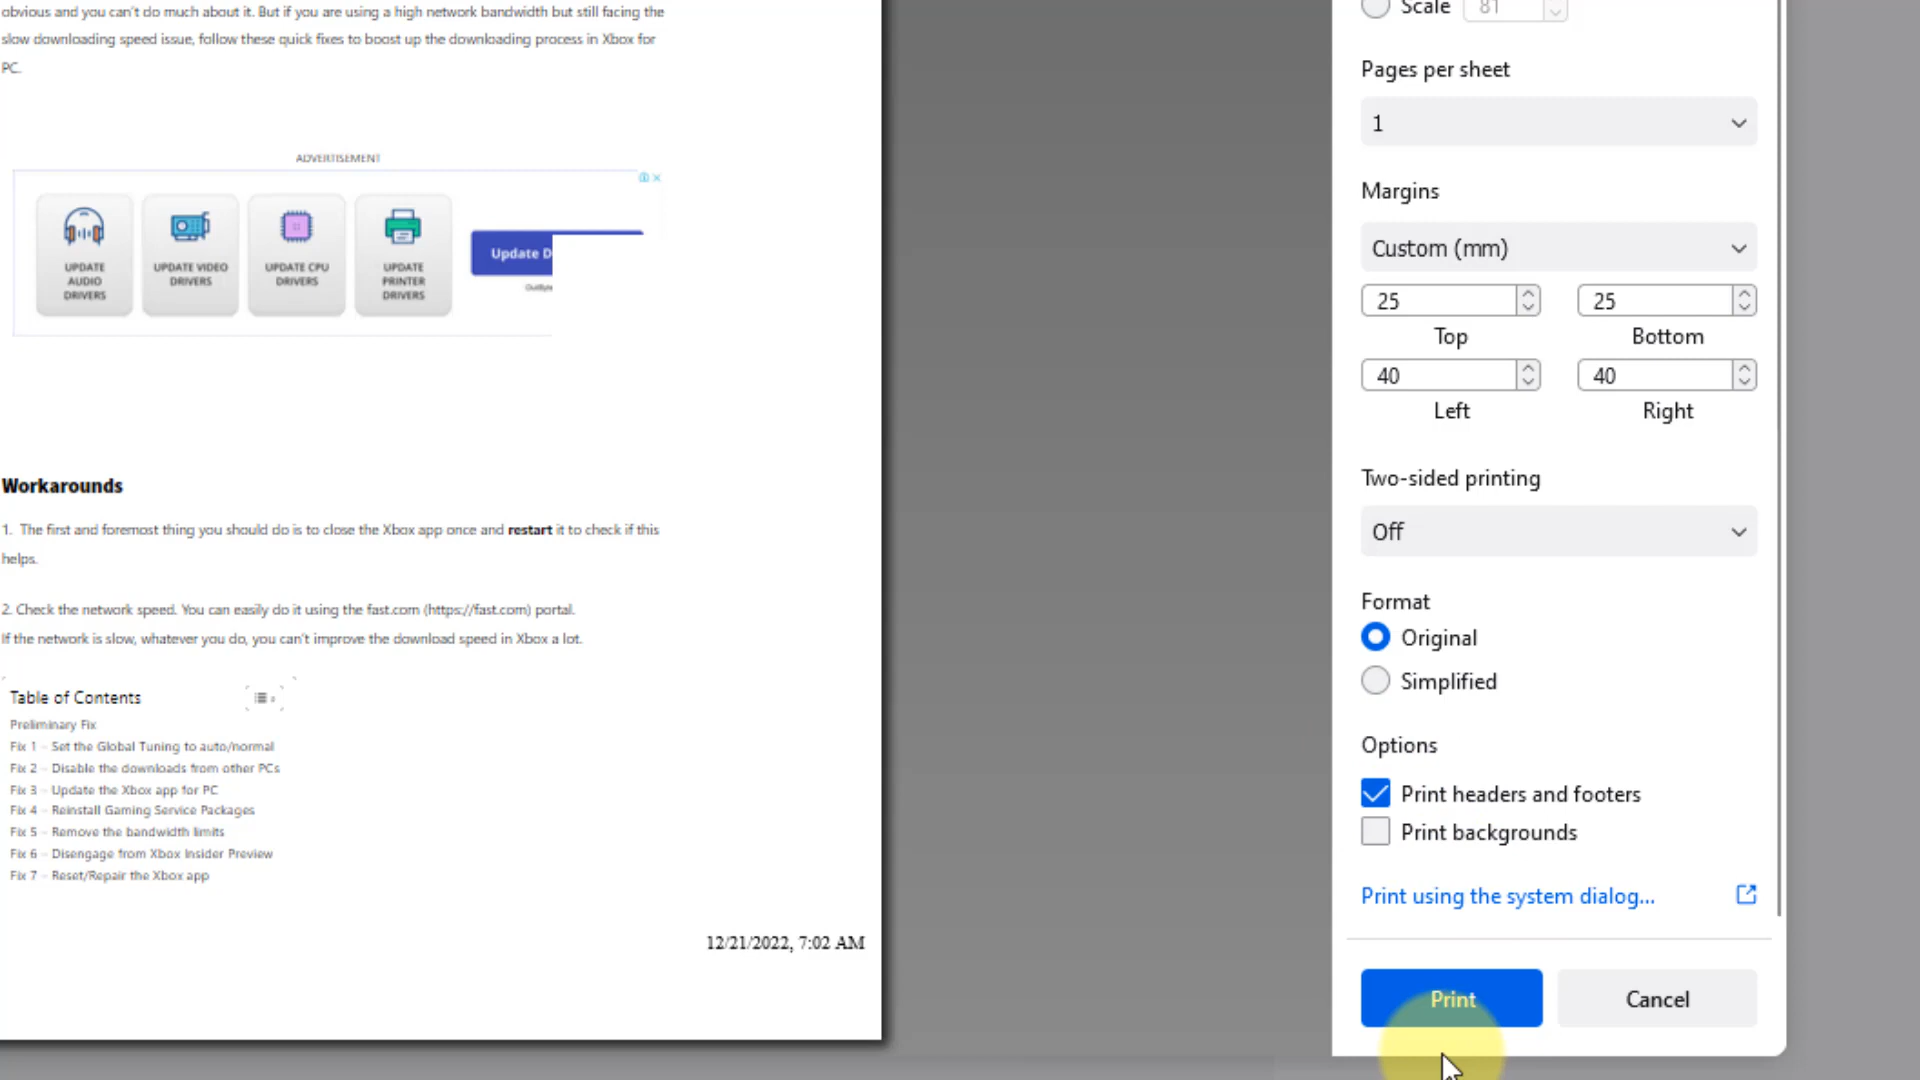 obvious and you can't do much about it. But if you are using a high network bandwidth but still facing the
slow downloading speed issue, follow these quick fixes to boost up the downloading process in Xbox for
PC.
ADVERTISEMENT
UPDATE
AUDIO
DRIVERS
UPDATE VIDEO
DRIVERS
UPDATE CPU
DRIVERS
UPDATE
PRINTER
DRIVERS
Update D
Workarounds
1. The first and foremost thing you should do is to close the Xbox app once and restart it to check if this
helps.
2. Check the network speed. You can easily do it using the fast.com (https://fast.com) portal.
If the network is slow, whatever you do, you can't improve the download speed in Xbox a lot.
Table of Contents
Preliminary Fix
Fix 1 – Set the Global Tuning to auto/normal
Fix 2 – Disable the downloads from other PCs
Fix 3 – Update the Xbox app for PC
Fix 4 – Reinstall Gaming Service Packages
Fix 5 – Remove the bandwidth limits
Fix 6 – Disengage from Xbox Insider Preview
Fix 7 – Reset/Repair the Xbox app
12/21/2022, 7:02 AM
Scale 81
Pages per sheet
1
Margins
Custom (mm)
25 25
Top Bottom
40 40
Left Right
Two-sided printing
Off
Format
Original
Simplified
Options
Print headers and footers
Print backgrounds
Print using the system dialog...
Print Cancel